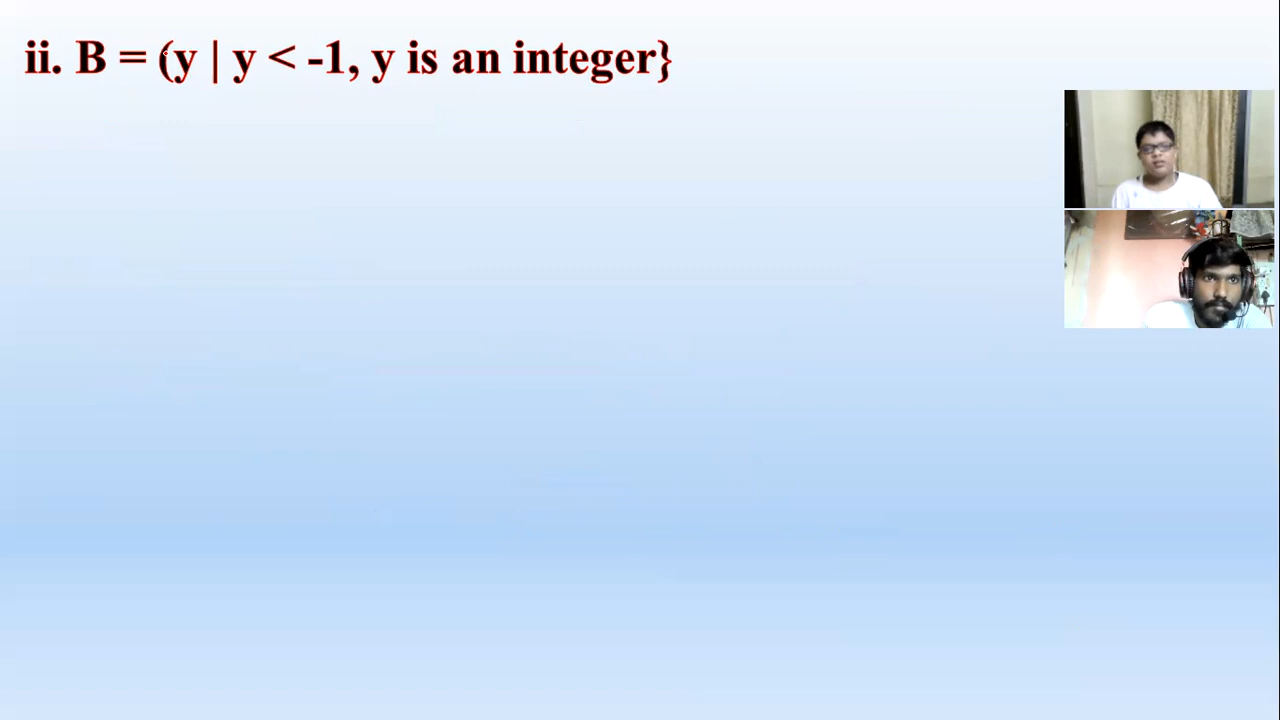 ii. B = (y | y < -1, y is an integer}